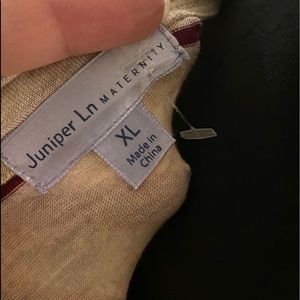 Juniper Ln
MATERNITY
XL
Made in
China